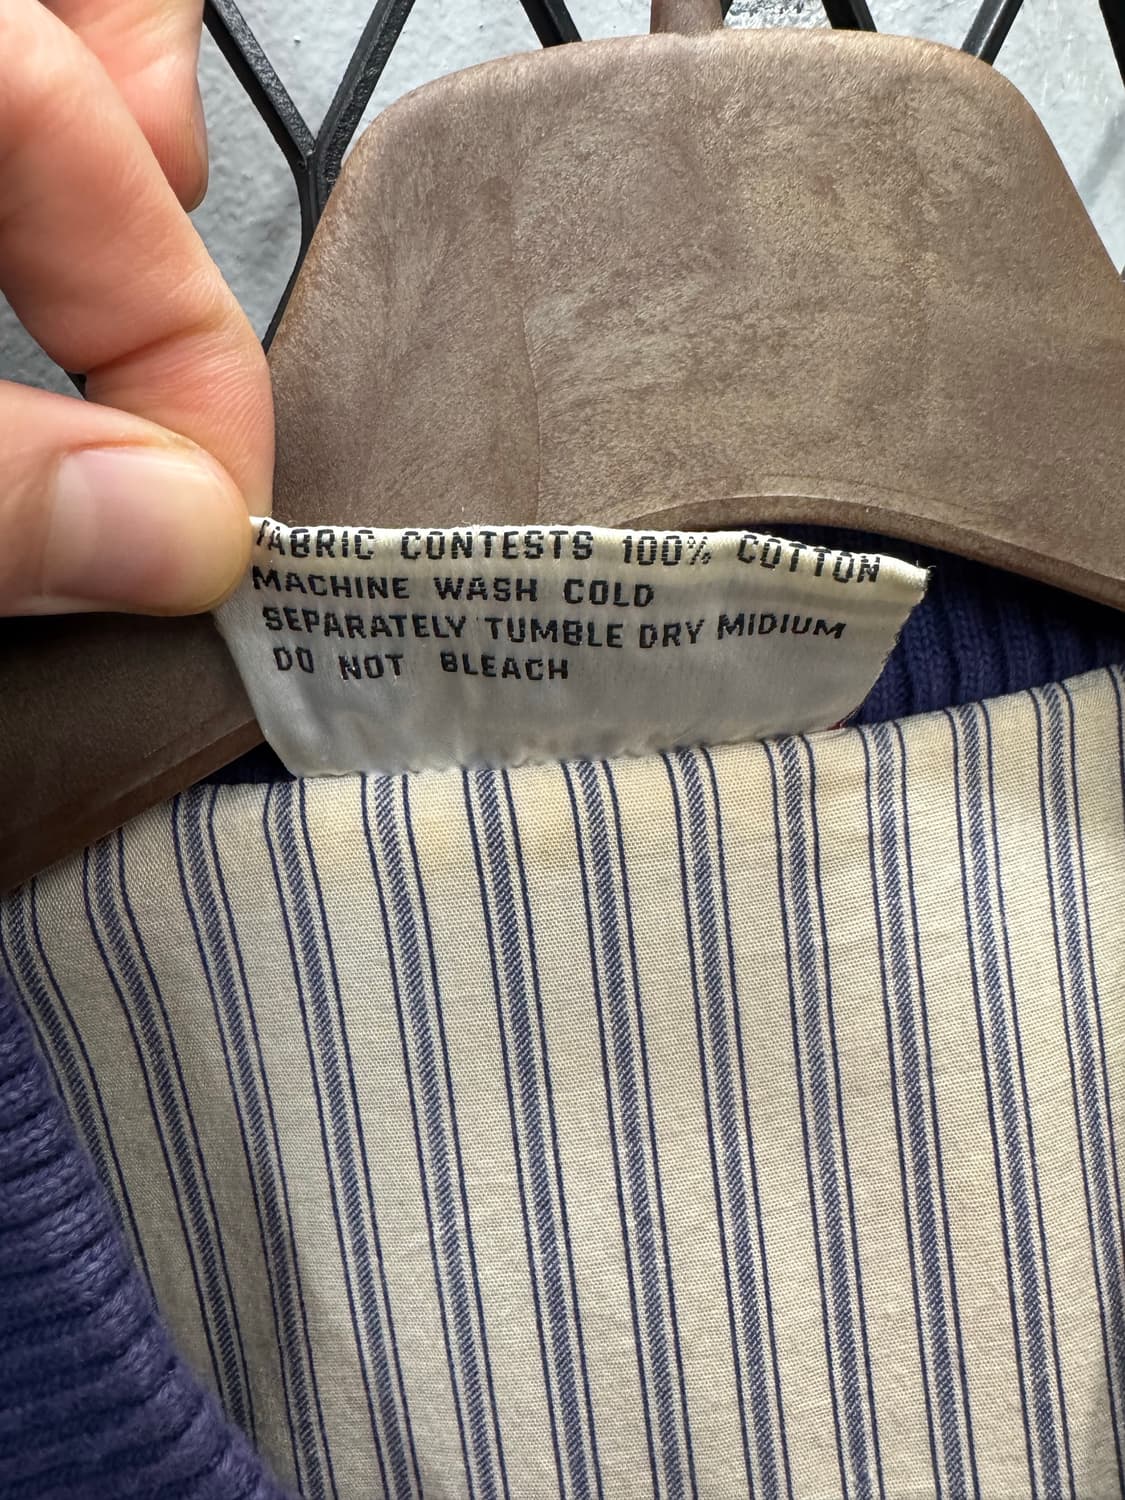 FABRIC CONTESTS 100% COTTON
MACHINE WASH COLD
SEPARATELY TUMBLE DRY MIDIUM
DO NOT BLEACH